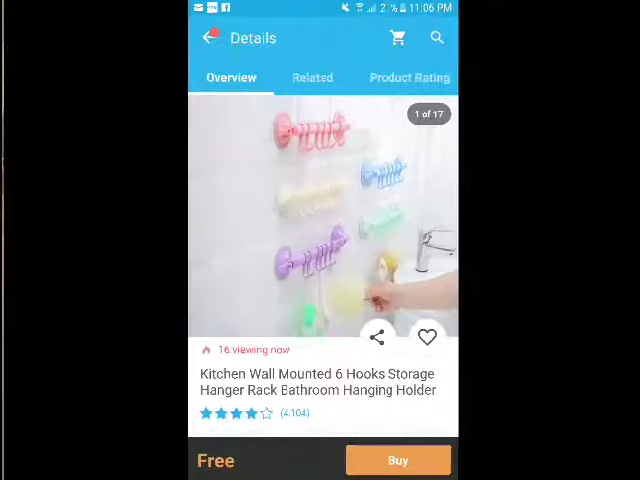 21% 11:06 PM
Details
Overview Related Product Rating
1 of 17
16 viewing now
Kitchen Wall Mounted 6 Hooks Storage
Hanger Rack Bathroom Hanging Holder
(4,104)
Free Buy